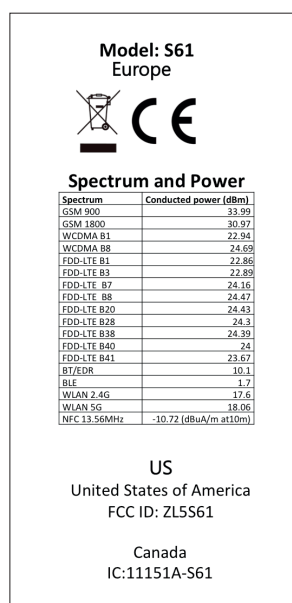 Model: S61
Europe
CE
Spectrum and Power
Spectrum Conducted power (dBm)
GSM 900 33.99
GSM 1800 30.97
WCDMA B1 22.94
WCDMA B8 24.69
FDD-LTE B1 22.86
FDD-LTE B3 22.89
FDD-LTE B7 24.16
FDD-LTE B8 24.47
FDD-LTE B20 24.43
FDD-LTE B28 24.3
FDD-LTE B38 24.39
FDD-LTE B40 24
FDD-LTE B41 23.67
BT/EDR 10.1
BLE 1.7
WLAN 2.4G 17.6
WLAN 5G 18.06
NFC 13.56MHz -10.72 (dBuA/m at10m)
US
United States of America
FCC ID: ZL5S61
Canada
IC:11151A-S61